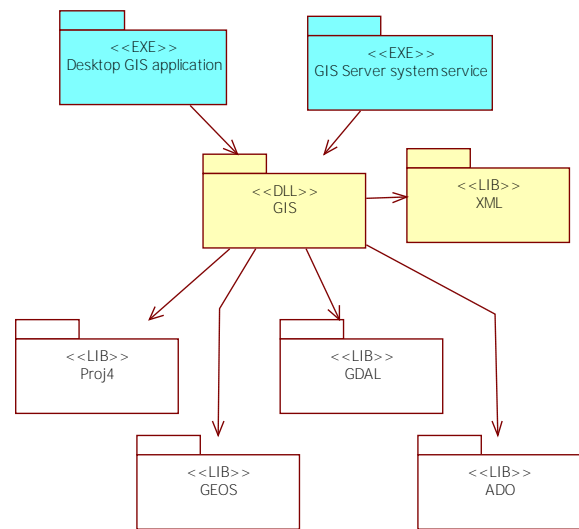 <<EXE>>
Desktop GIS application
<<EXE>>
GIS Server system service
<<DLL>>
GIS
<<LIB>>
XML
<<LIB>>
Proj4
<<LIB>>
GDAL
<<LIB>>
GEOS
<<LIB>>
ADO